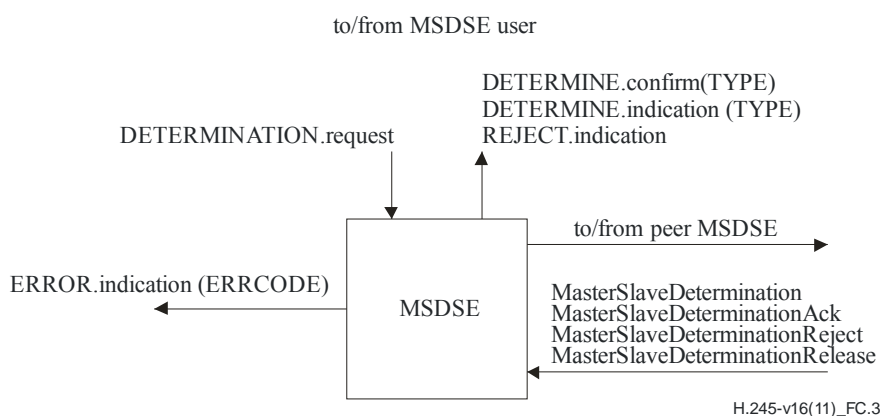 to/from MSDSE user
DETERMINE.confirm(TYPE)
DETERMINE.indication (TYPE)
DETERMINATION.request
REJECT.indication
to/from peer MSDSE
ERROR.indication (ERRCODE)
MSDSE
MasterSlaveDetermination
MasterSlaveDeterminationAck
MasterSlaveDeterminationReject
MasterSlaveDeterminationRelease
H.245-v16(11)_FC.3